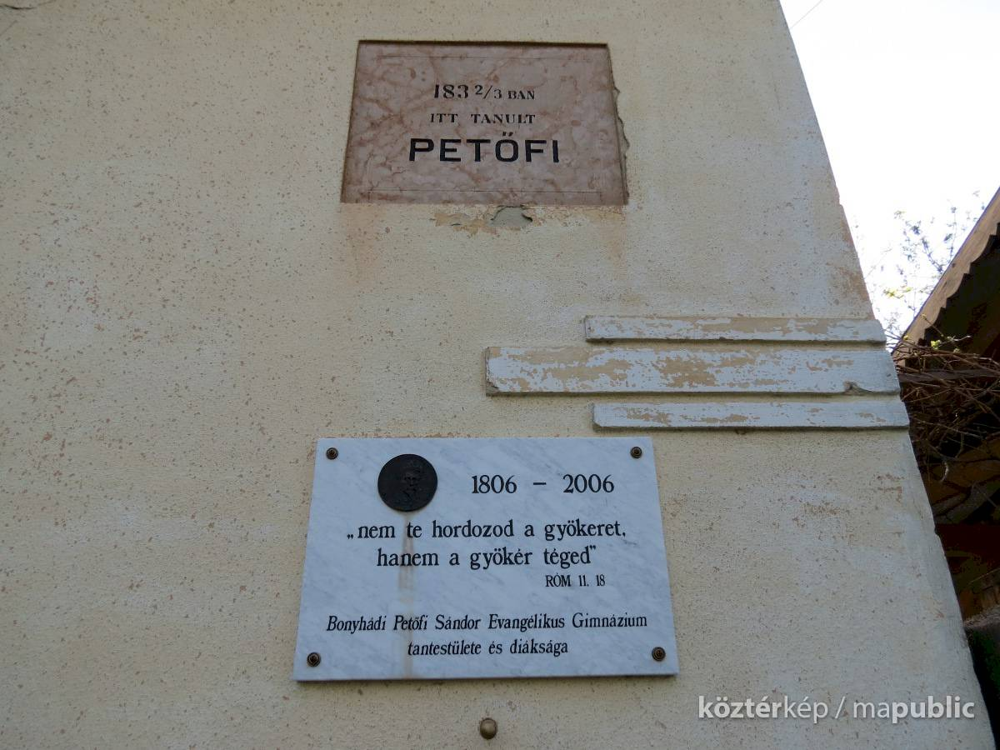 183 2/3 BAN
ITT TANULT
PETŐFI
1806 – 2006
„nem te hordozod a gyökeret,
hanem a gyökér téged”
RÓM 11. 18
Bonyhádi Petőfi Sándor Evangélikus Gimnázium
tantestülete és diáksága
köztérkép / mapublic